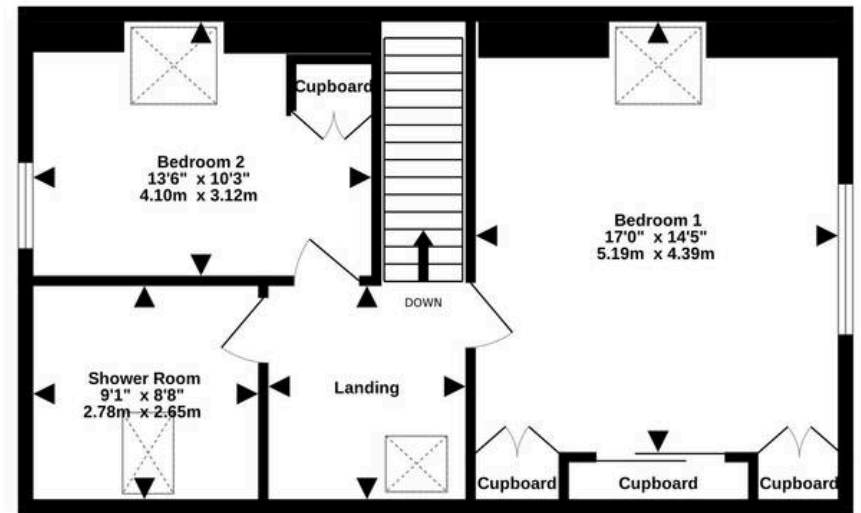 Cupboard
Bedroom 2
13'6" x 10'3"
4.10m x 3.12m
Bedroom 1
17'0" x 14'5"
5.19m x 4.39m
DOWN
Shower Room
9'1" x 8'8"
2.78m x 2.65m
Landing
Cupboard
Cupboard
Cupboard